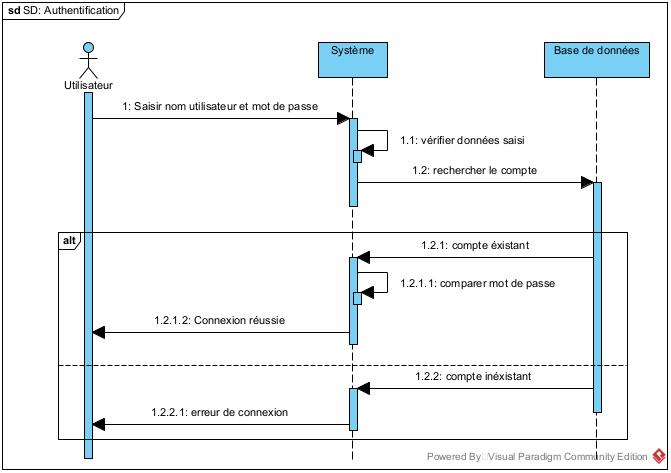 sd SD: Authentification
Utilisateur
Système
Base de données
1: Saisir nom utilisateur et mot de passe
1.1: vérifier données saisi
1.2: rechercher le compte
alt
1.2.1: compte éxistant
1.2.1.1: comparer mot de passe
1.2.1.2: Connexion réussie
1.2.2: compte inéxistant
1.2.2.1: erreur de connexion
Powered By Visual Paradigm Community Edition